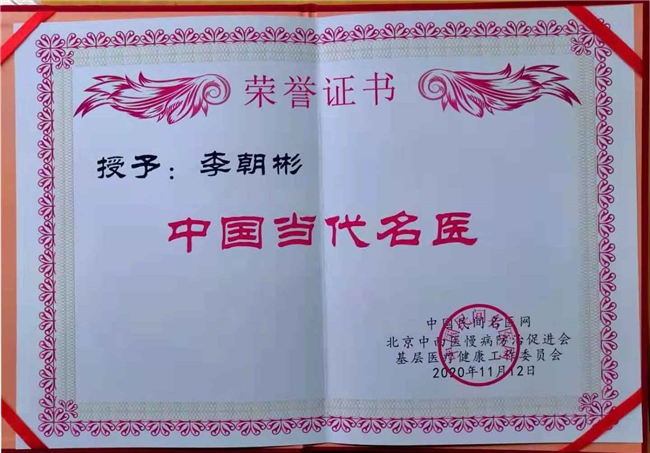 荣誉证书
授予：李朝彬
中国当代名医
中国民间名医网
北京中西医慢病防治促进会
基层医疗健康工作委员会
2020年11月12日